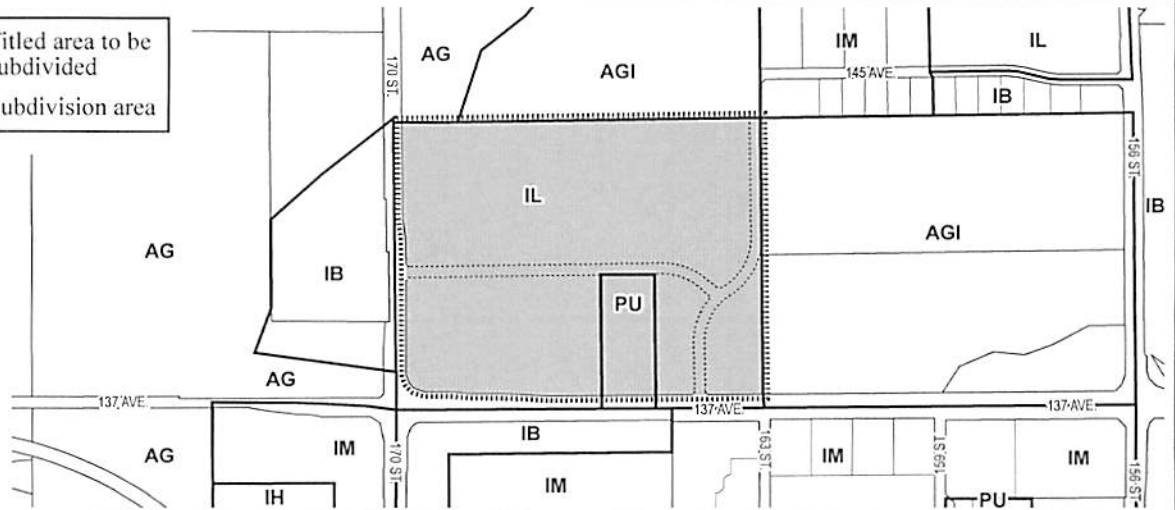 itled area to be
ubdivided
ubdivision area
170 ST.
AG
AGI
IM
IL
145 AVE.
IB
156 ST.
IL
AG
IB
AGI
IB
PU
AG
137 AVE.
137 AVE.
137 AVE.
AG
IM
170 ST.
IB
163 ST.
IM
159 ST.
IM
156 ST.
IH
IM
PU